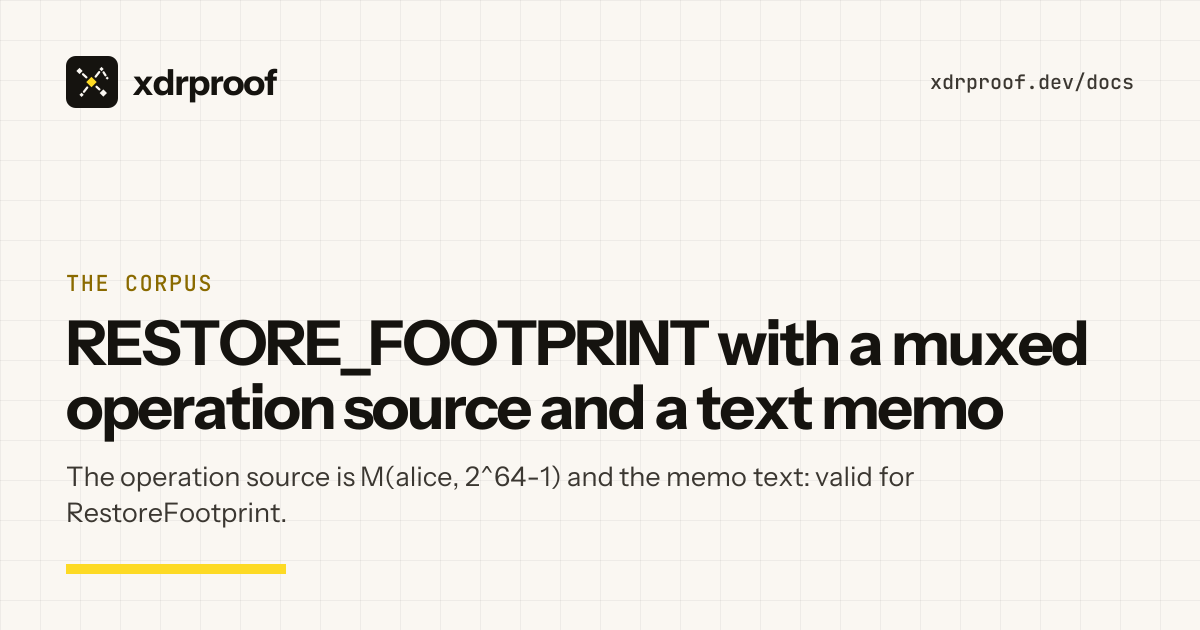 xdrproof
xdrproof.dev/docs
THE CORPUS
RESTORE_FOOTPRINT with a muxed
operation source and a text memo
The operation source is M(alice, 2^64-1) and the memo text: valid for
RestoreFootprint.